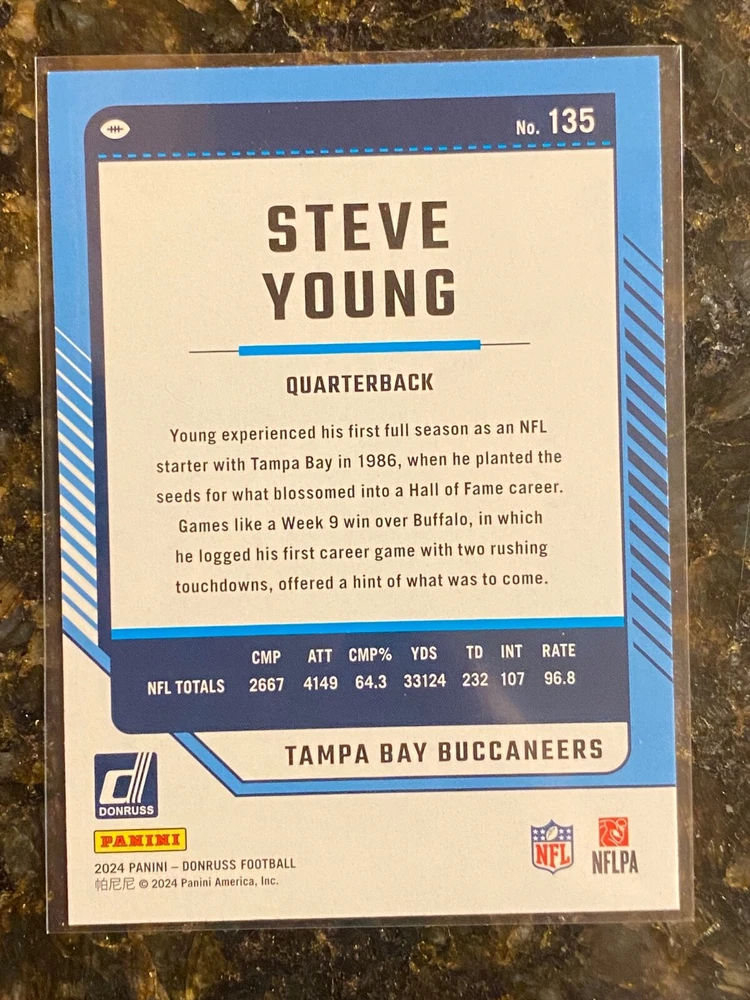 No. 135
STEVE
YOUNG
QUARTERBACK
Young experienced his first full season as an NFL
starter with Tampa Bay in 1986, when he planted the
seeds for what blossomed into a Hall of Fame career.
Games like a Week 9 win over Buffalo, in which
he logged his first career game with two rushing
touchdowns, offered a hint of what was to come.
CMP ATT CMP% YDS TD INT RATE
NFL TOTALS 2667 4149 64.3 33124 232 107 96.8
TAMPA BAY BUCCANEERS
d
DONRUSS
PANINI
NFL
NFLPA
2024 PANINI – DONRUSS FOOTBALL
帕尼尼 © 2024 Panini America, Inc.